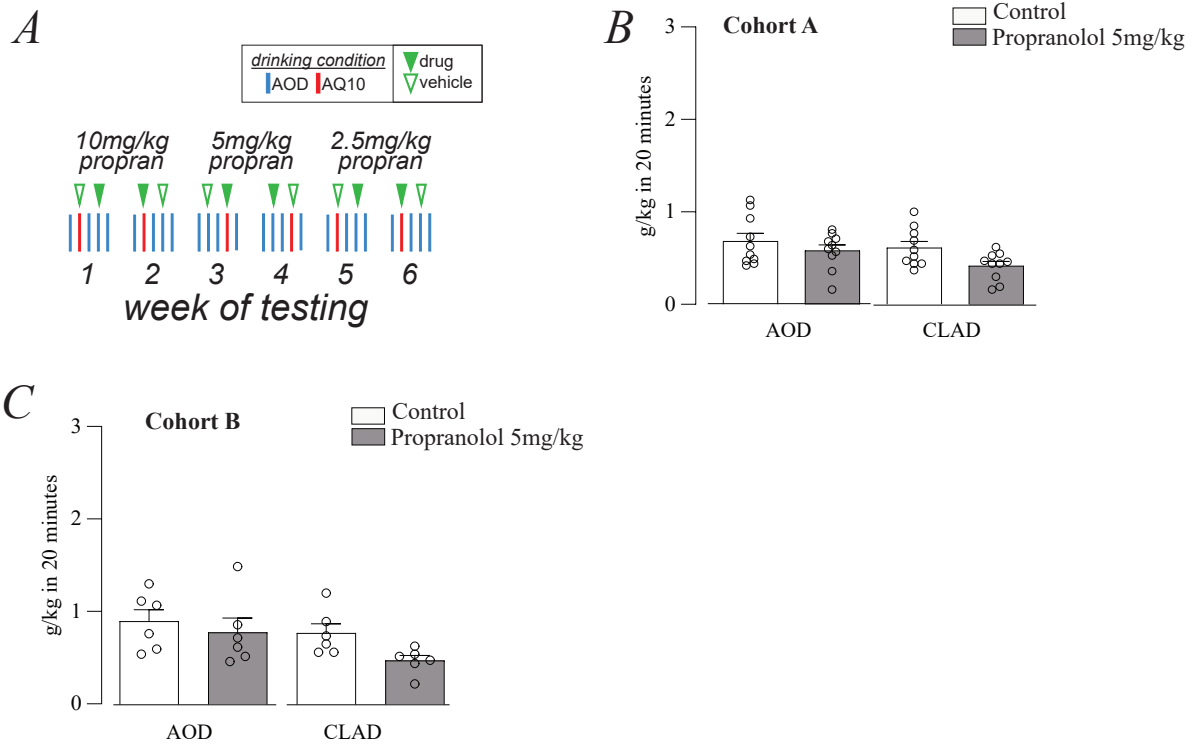 A
drinking condition
AOD AQ10
drug
vehicle
10mg/kg
propran
5mg/kg
propran
2.5mg/kg
propran
1 2 3 4 5 6
week of testing
B
Cohort A
Control
Propranolol 5mg/kg
g/kg in 20 minutes
3
2
1
0
AOD CLAD
C
Cohort B
Control
Propranolol 5mg/kg
g/kg in 20 minutes
3
2
1
0
AOD CLAD